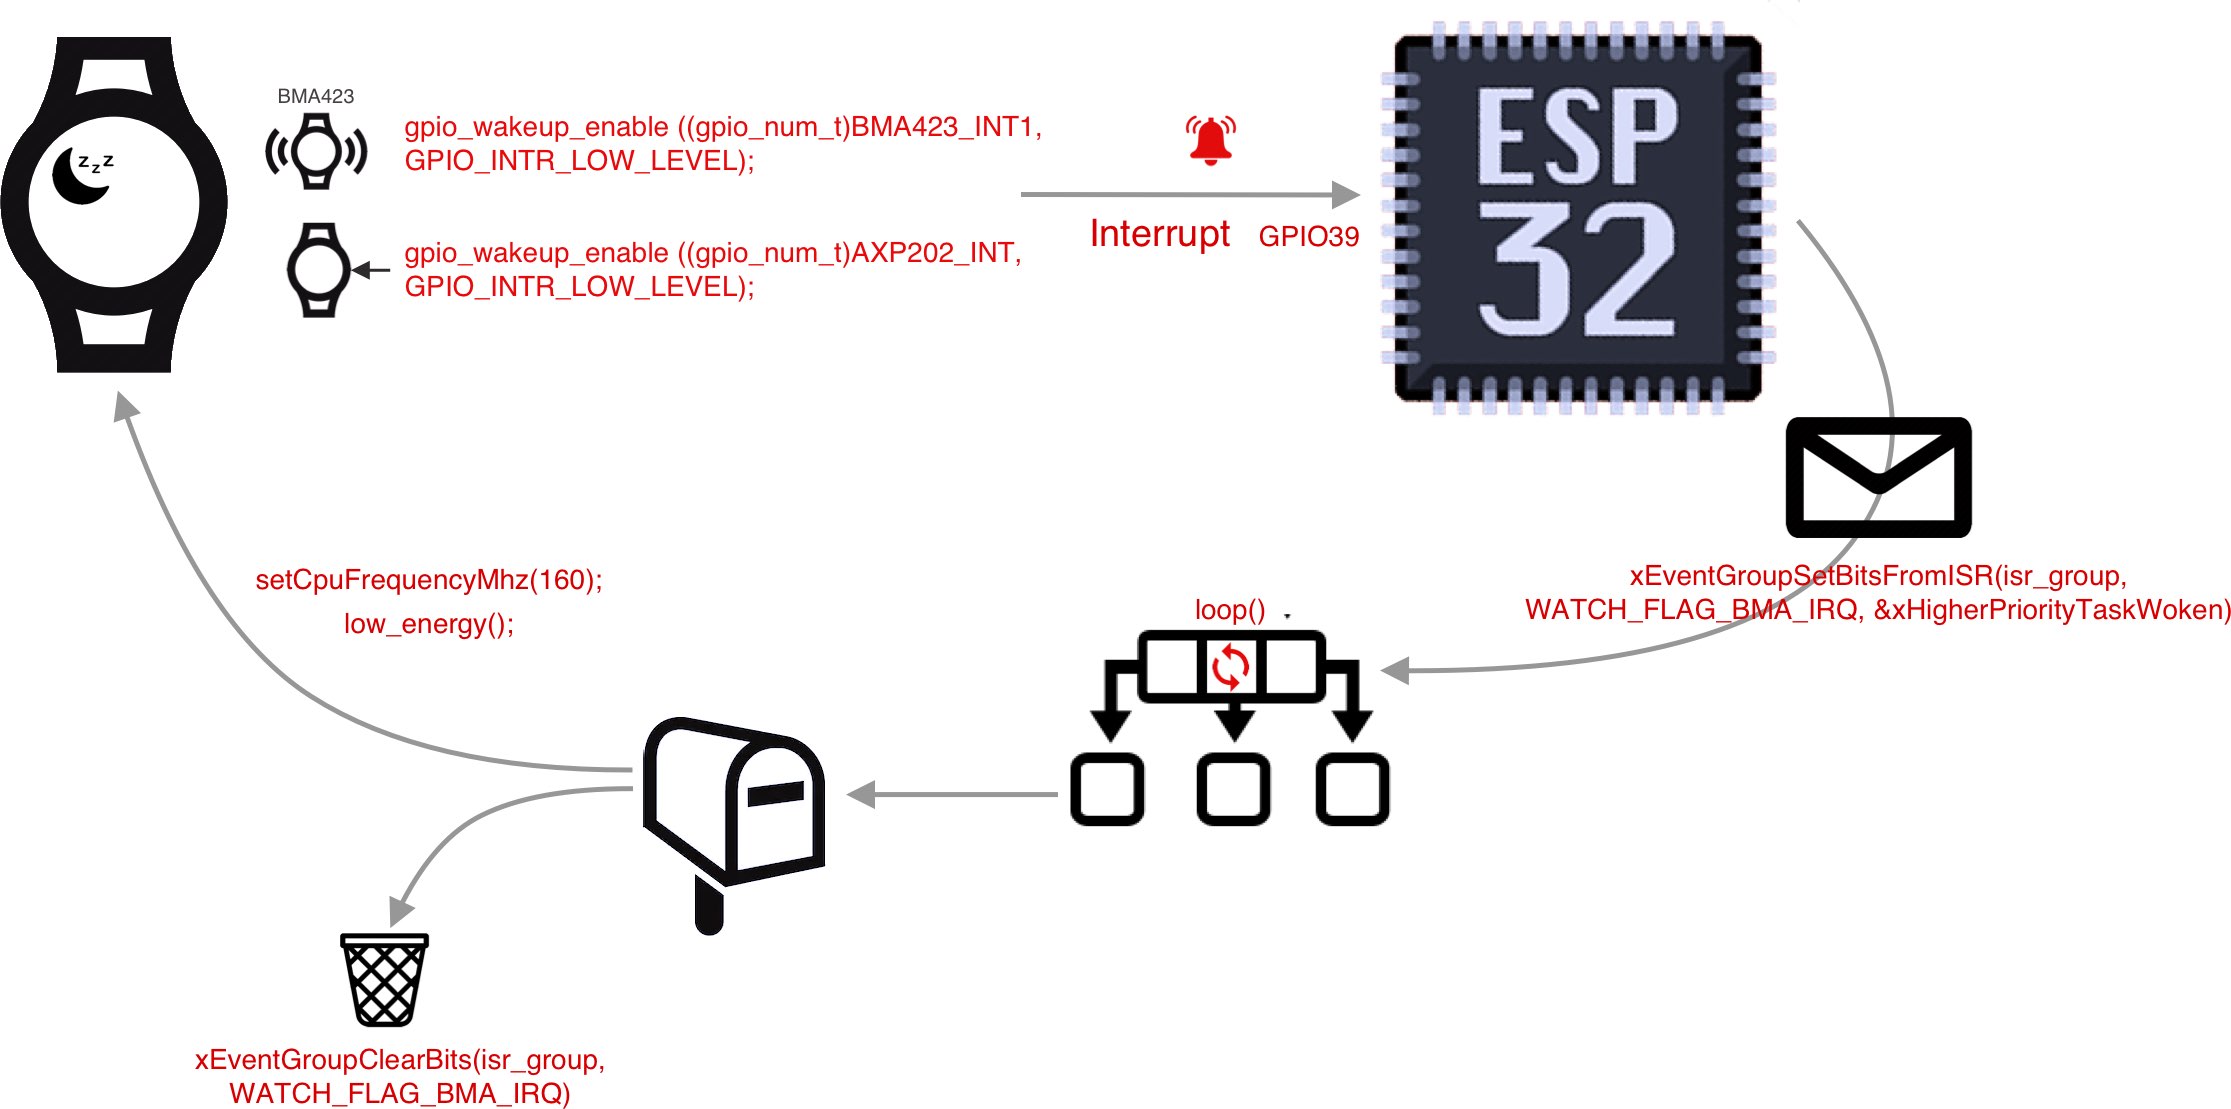 BMA423
zzz
gpio_wakeup_enable ((gpio_num_t)BMA423_INT1,
GPIO_INTR_LOW_LEVEL);
gpio_wakeup_enable ((gpio_num_t)AXP202_INT,
GPIO_INTR_LOW_LEVEL);
Interrupt GPIO39
ESP
32
xEventGroupSetBitsFromISR(isr_group,
WATCH_FLAG_BMA_IRQ, &xHigherPriorityTaskWoken)
loop()
setCpuFrequencyMhz(160);
low_energy();
xEventGroupClearBits(isr_group,
WATCH_FLAG_BMA_IRQ)